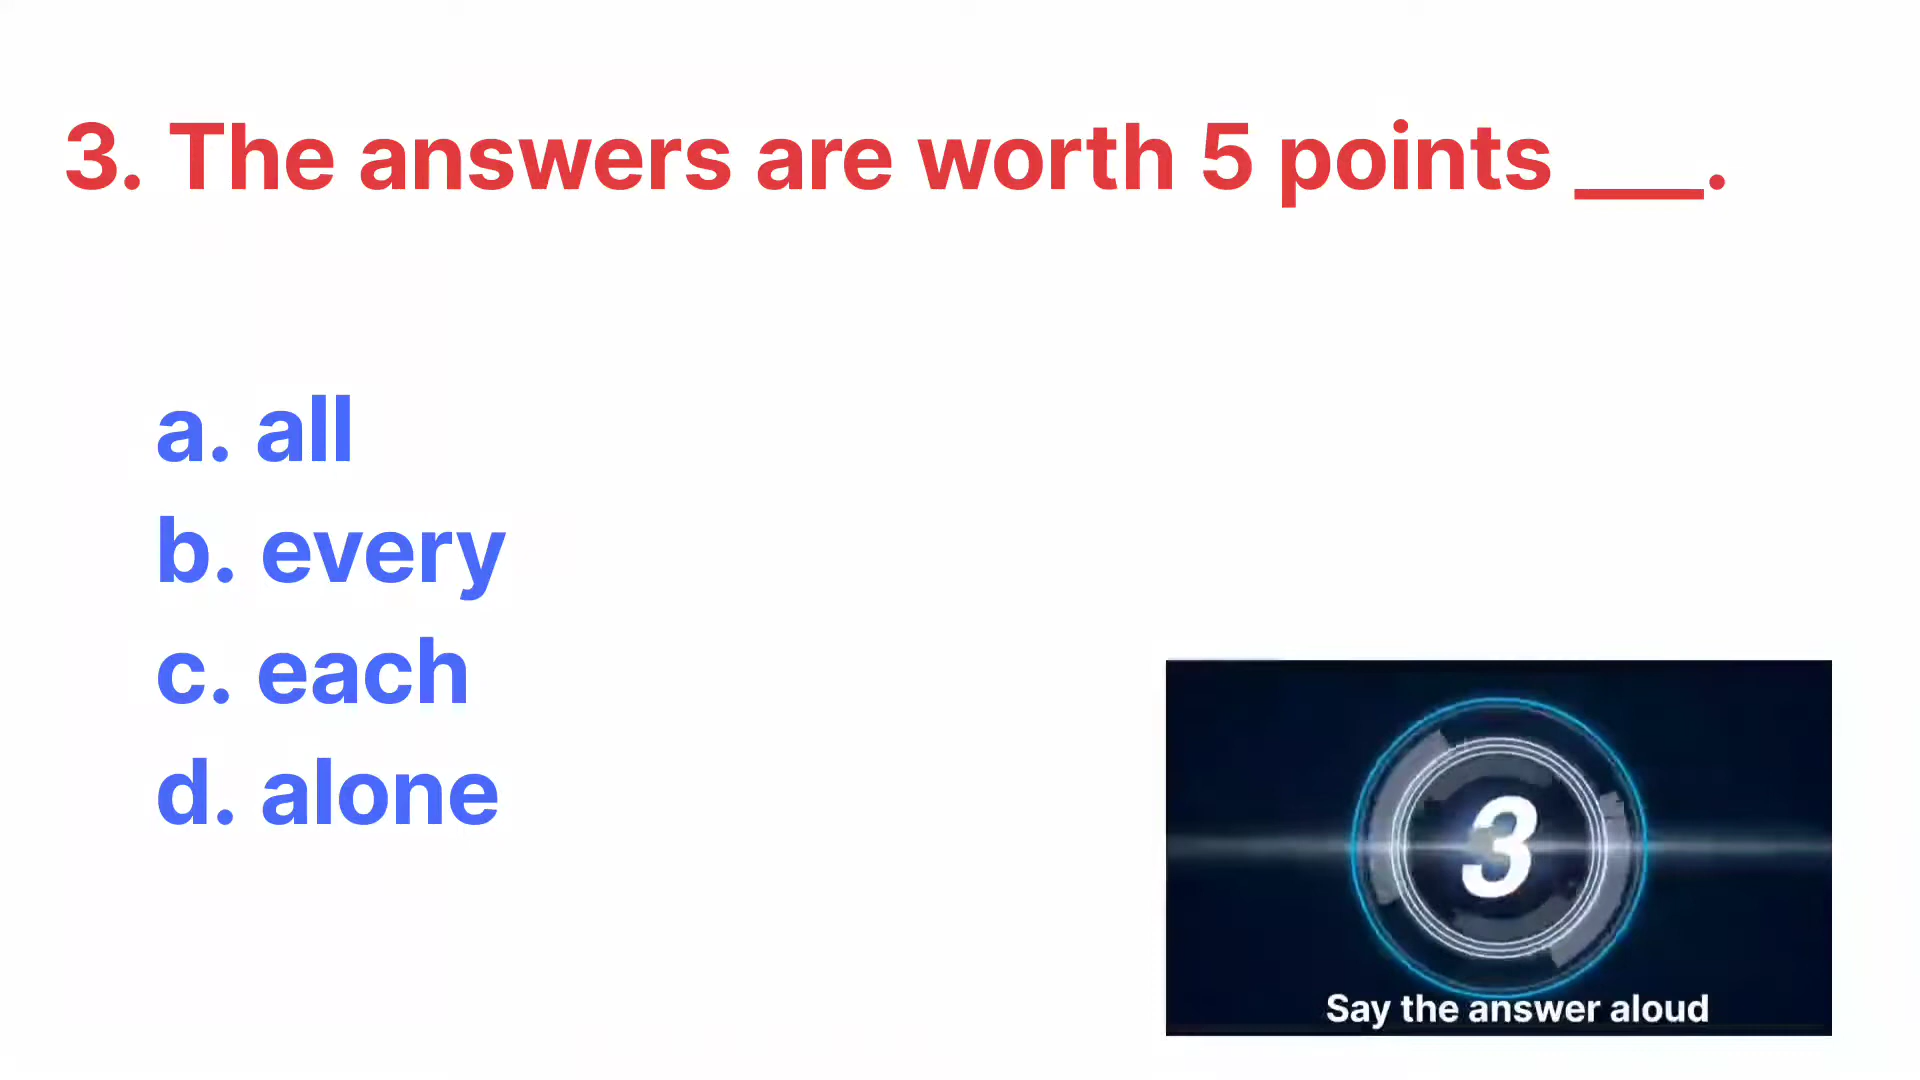 3. The answers are worth 5 points ___.
a. all
b. every
c. each
d. alone
3
Say the answer aloud